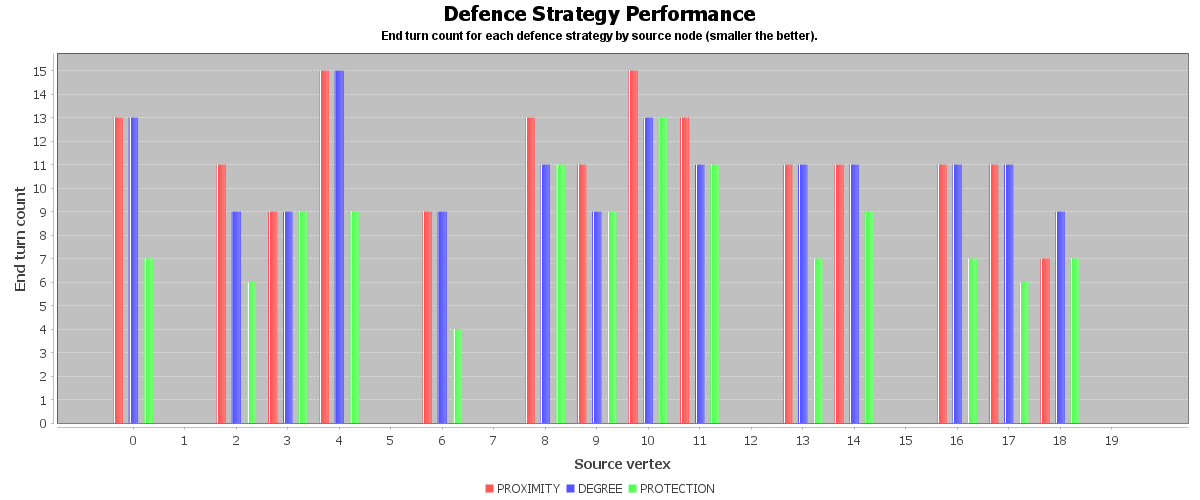 Defence Strategy Performance
End turn count for each defence strategy by source node (smaller the better).
End turn count
15
14
13
12
11
10
9
8
7
6
5
4
3
2
1
0
0 1 2 3 4 5 6 7 8 9 10 11 12 13 14 15 16 17 18 19
Source vertex
PROXIMITY DEGREE PROTECTION